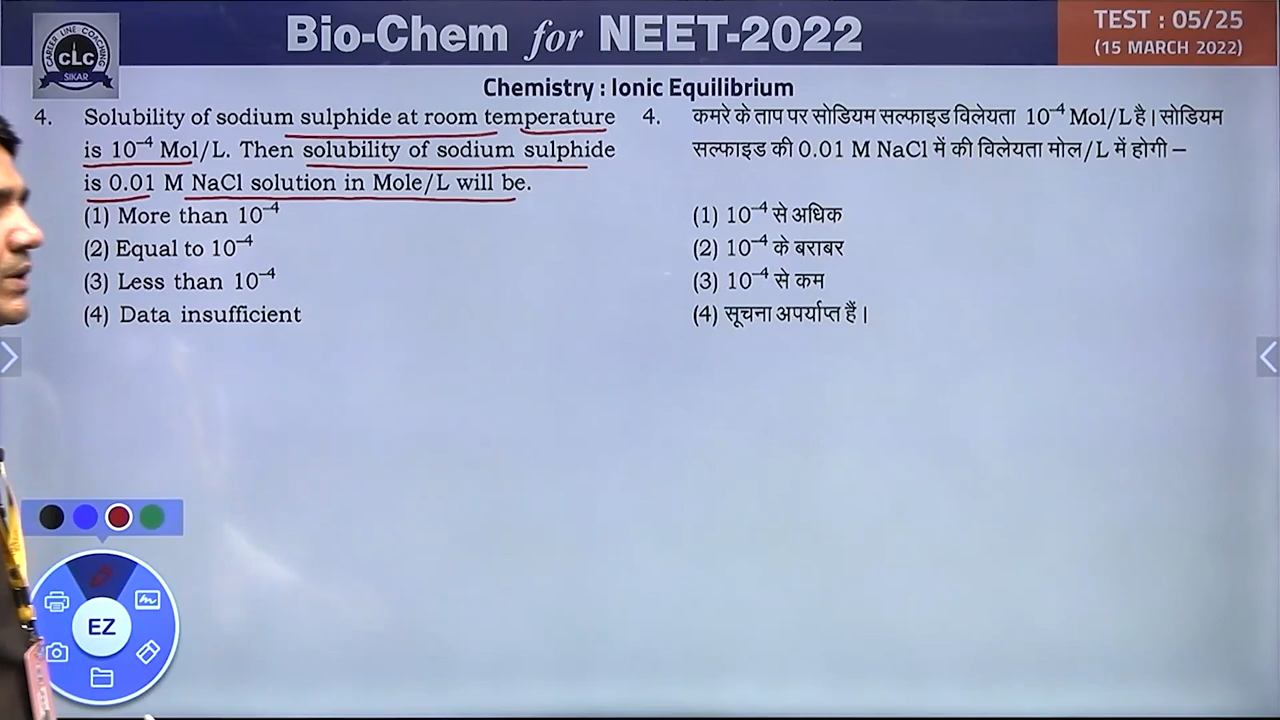 CAREER LINE COACHING
CLC
SIKAR
Bio-Chem for NEET-2022
TEST : 05/25
(15 MARCH 2022)
Chemistry : Ionic Equilibrium
4. Solubility of sodium sulphide at room temperature
is 10⁻⁴ Mol/L. Then solubility of sodium sulphide
is 0.01 M NaCl solution in Mole/L will be.
(1) More than 10⁻⁴
(2) Equal to 10⁻⁴
(3) Less than 10⁻⁴
(4) Data insufficient
4. कमरे के ताप पर सोडियम सल्फाइड विलेयता 10⁻⁴ Mol/L है। सोडियम
सल्फाइड की 0.01 M NaCl में की विलेयता मोल/L में होगी –
(1) 10⁻⁴ से अधिक
(2) 10⁻⁴ के बराबर
(3) 10⁻⁴ से कम
(4) सूचना अपर्याप्त हैं।
EZ